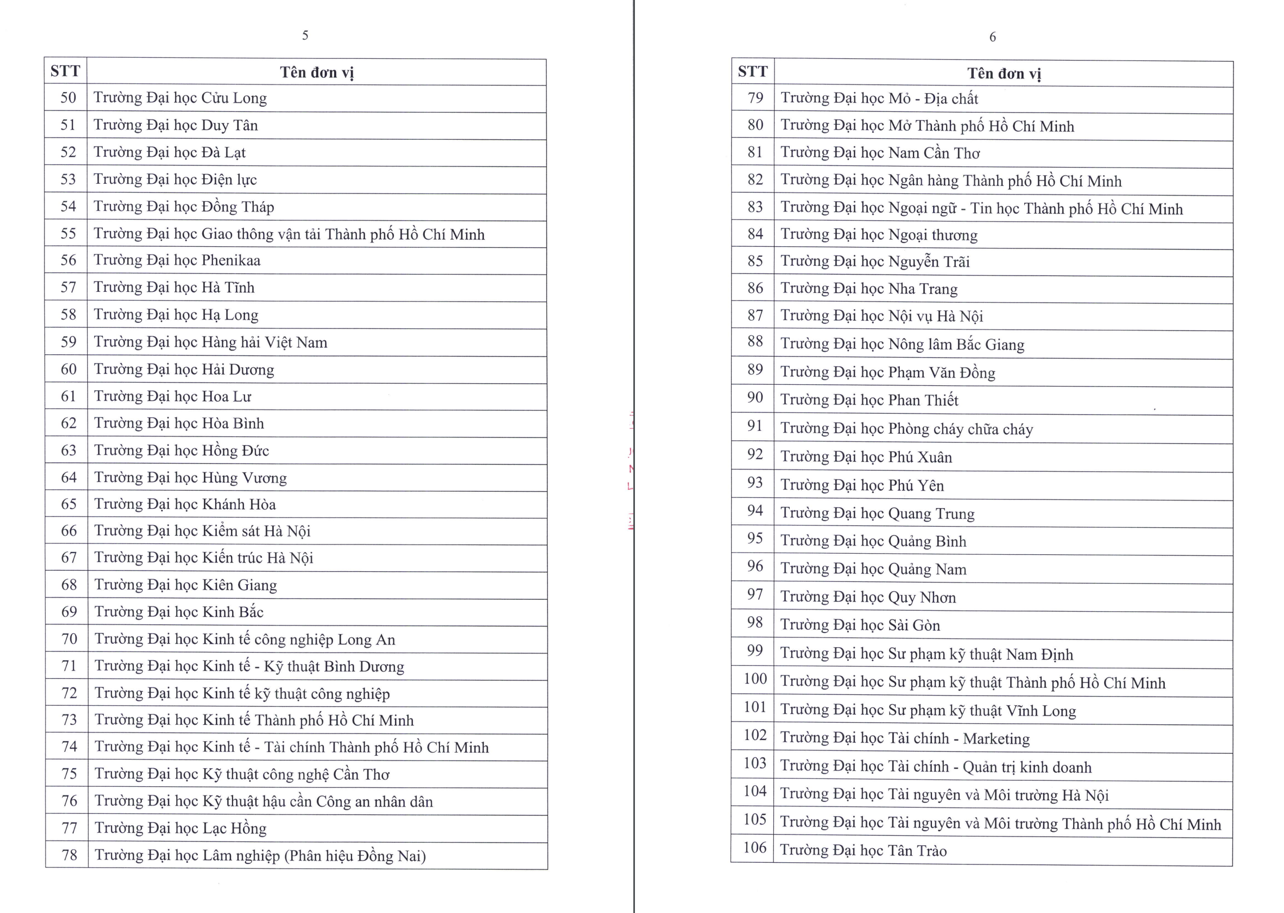 5
STT Tên đơn vị
50 Trường Đại học Cửu Long
51 Trường Đại học Duy Tân
52 Trường Đại học Đà Lạt
53 Trường Đại học Điện lực
54 Trường Đại học Đồng Tháp
55 Trường Đại học Giao thông vận tải Thành phố Hồ Chí Minh
56 Trường Đại học Phenikaa
57 Trường Đại học Hà Tĩnh
58 Trường Đại học Hạ Long
59 Trường Đại học Hàng hải Việt Nam
60 Trường Đại học Hải Dương
61 Trường Đại học Hoa Lư
62 Trường Đại học Hòa Bình
63 Trường Đại học Hồng Đức
64 Trường Đại học Hùng Vương
65 Trường Đại học Khánh Hòa
66 Trường Đại học Kiểm sát Hà Nội
67 Trường Đại học Kiến trúc Hà Nội
68 Trường Đại học Kiên Giang
69 Trường Đại học Kinh Bắc
70 Trường Đại học Kinh tế công nghiệp Long An
71 Trường Đại học Kinh tế - Kỹ thuật Bình Dương
72 Trường Đại học Kinh tế kỹ thuật công nghiệp
73 Trường Đại học Kinh tế Thành phố Hồ Chí Minh
74 Trường Đại học Kinh tế - Tài chính Thành phố Hồ Chí Minh
75 Trường Đại học Kỹ thuật công nghệ Cần Thơ
76 Trường Đại học Kỹ thuật hậu cần Công an nhân dân
77 Trường Đại học Lạc Hồng
78 Trường Đại học Lâm nghiệp (Phân hiệu Đồng Nai)
6
STT Tên đơn vị
79 Trường Đại học Mỏ - Địa chất
80 Trường Đại học Mở Thành phố Hồ Chí Minh
81 Trường Đại học Nam Cần Thơ
82 Trường Đại học Ngân hàng Thành phố Hồ Chí Minh
83 Trường Đại học Ngoại ngữ - Tin học Thành phố Hồ Chí Minh
84 Trường Đại học Ngoại thương
85 Trường Đại học Nguyễn Trãi
86 Trường Đại học Nha Trang
87 Trường Đại học Nội vụ Hà Nội
88 Trường Đại học Nông lâm Bắc Giang
89 Trường Đại học Phạm Văn Đồng
90 Trường Đại học Phan Thiết
91 Trường Đại học Phòng cháy chữa cháy
92 Trường Đại học Phú Xuân
93 Trường Đại học Phú Yên
94 Trường Đại học Quang Trung
95 Trường Đại học Quảng Bình
96 Trường Đại học Quảng Nam
97 Trường Đại học Quy Nhơn
98 Trường Đại học Sài Gòn
99 Trường Đại học Sư phạm kỹ thuật Nam Định
100 Trường Đại học Sư phạm kỹ thuật Thành phố Hồ Chí Minh
101 Trường Đại học Sư phạm kỹ thuật Vĩnh Long
102 Trường Đại học Tài chính - Marketing
103 Trường Đại học Tài chính - Quản trị kinh doanh
104 Trường Đại học Tài nguyên và Môi trường Hà Nội
105 Trường Đại học Tài nguyên và Môi trường Thành phố Hồ Chí Minh
106 Trường Đại học Tân Trào